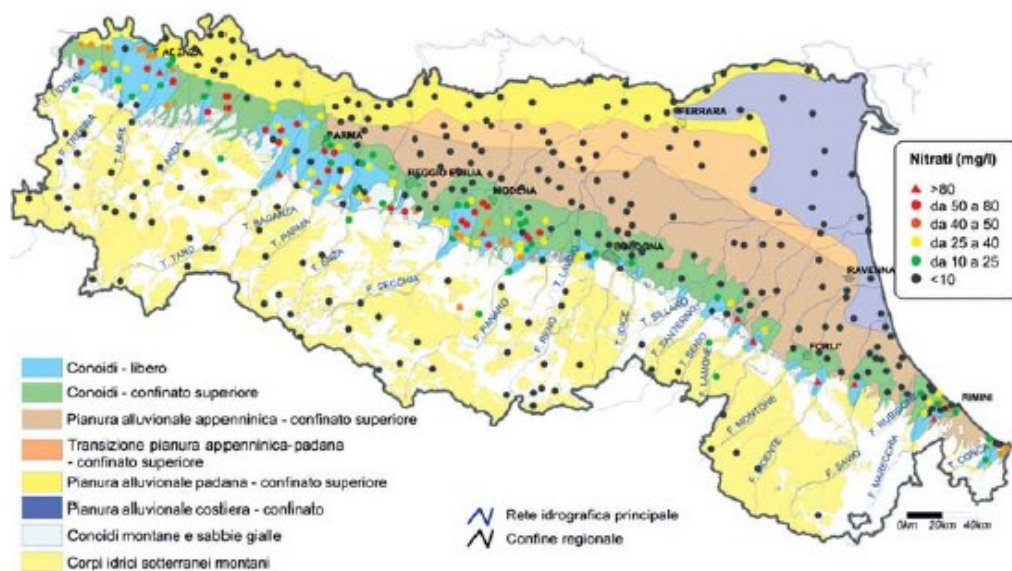 PIACENZA
T. TIDONE
F. TREBBIA
T. NURE
T. ARDA
PARMA
REGGIO EMILIA
MODENA
BOLOGNA
FERRARA
RAVENNA
FORLI'
RIMINI
T. TARO
T. BAGANZA
T. PARMA
T. ENZA
F. SECCHIA
F. PANARO
F. RENO
T. LAVINO
T. IDICE
T. SILLARO
F. SANTERNO
T. SENIO
F. LAMONE
F. MONTONE
F. BIDENTE
F. SAVIO
F. RUBICONE
F. MARECCHIA
T. CONCA
Nitrati (mg/l)
>80
da 50 a 80
da 40 a 50
da 25 a 40
da 10 a 25
<10
Conoidi - libero
Conoidi - confinato superiore
Pianura alluvionale appenninica - confinato superiore
Transizione pianura appenninica-padana
- confinato superiore
Pianura alluvionale padana - confinato superiore
Pianura alluvionale costiera - confinato
Conoidi montane e sabbie gialle
Corpi idrici sotterranei montani
Rete idrografica principale
Confine regionale
0km 20km 40km